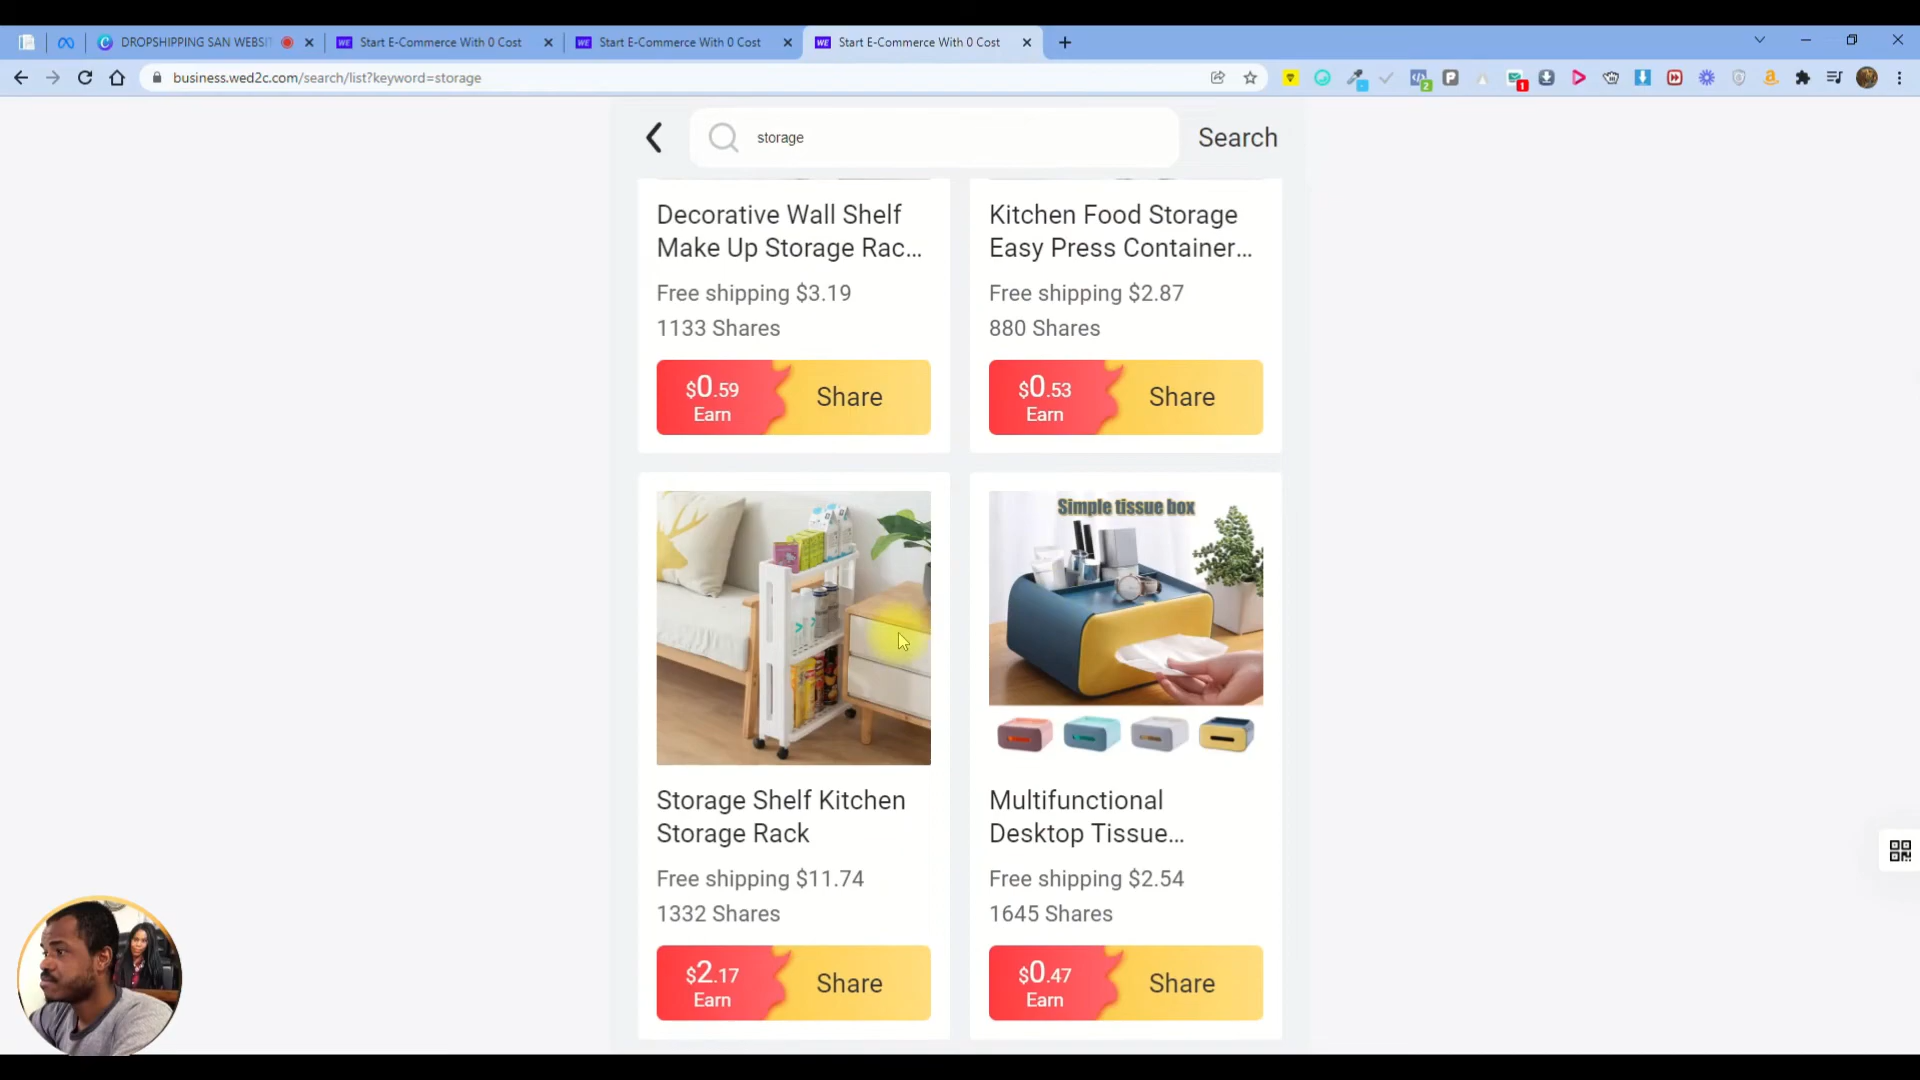 DROPSHIPPING SAN WEBSI
Start E-Commerce With 0 Cost
Start E-Commerce With 0 Cost
Start E-Commerce With 0 Cost
business.wed2c.com/search/list?keyword=storage
storage
Search
Decorative Wall Shelf
Make Up Storage Rac...
Free shipping $3.19
1133 Shares
$0.59
Earn
Share
Kitchen Food Storage
Easy Press Container...
Free shipping $2.87
880 Shares
$0.53
Earn
Share
Storage Shelf Kitchen
Storage Rack
Free shipping $11.74
1332 Shares
$2.17
Earn
Share
Simple tissue box
Multifunctional
Desktop Tissue...
Free shipping $2.54
1645 Shares
$0.47
Earn
Share